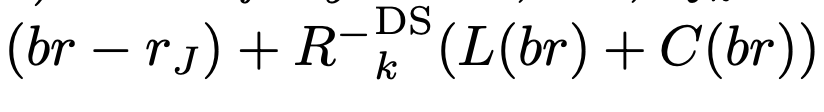 (br − r_J) + R^−{}^{DS}_k(L(br) + C(br))